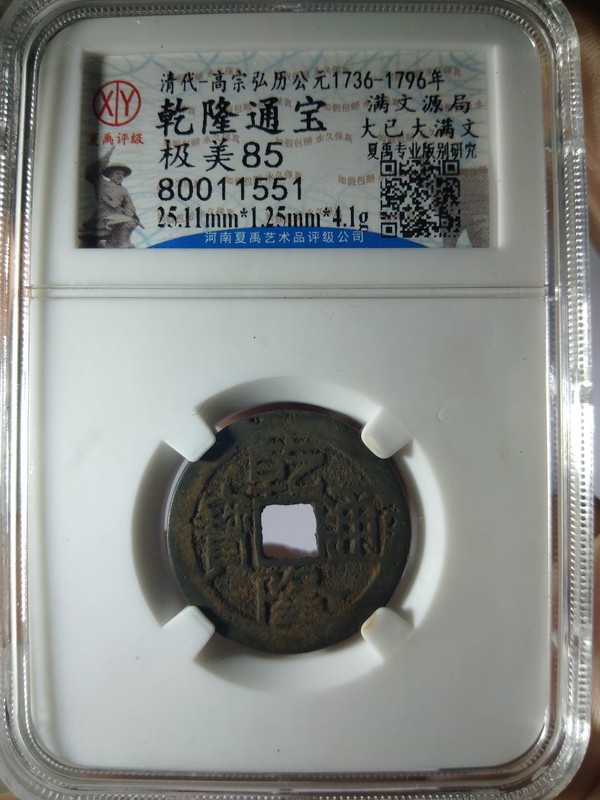 清代-高宗弘历公元1736-1796年
XY
夏禹评级
乾隆通宝
满文源局
大已大满文
极美85
夏禹专业版别研究
80011551
25.11mm*1.25mm*4.1g
河南夏禹艺术品评级公司
乾隆通寶